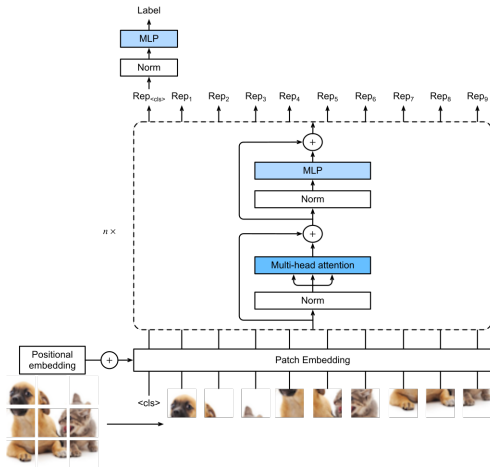 Label
MLP
Norm
Rep<cls> Rep1 Rep2 Rep3 Rep4 Rep5 Rep6 Rep7 Rep8 Rep9
+
MLP
Norm
n ×
+
Multi-head attention
Norm
Positional
embedding
+
Patch Embedding
<cls>